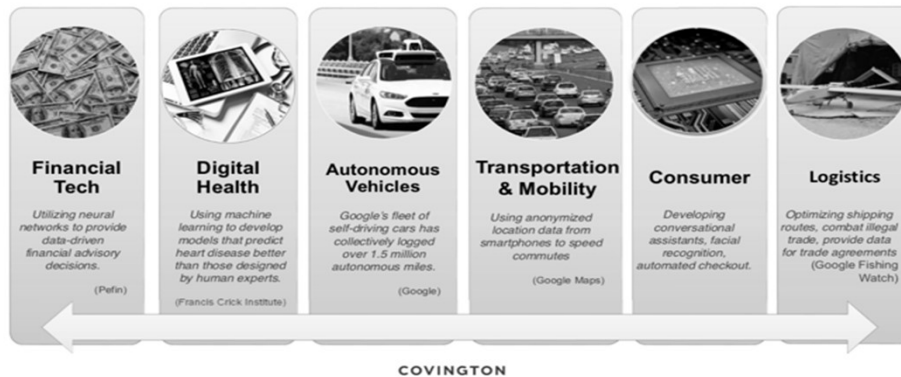 Financial
Tech
Utilizing neural
networks to provide
data-driven
financial advisory
decisions.
(Pefin)
Digital
Health
Using machine
learning to develop
models that predict
heart disease better
than those designed
by human experts.
(Francis Crick Institute)
Autonomous
Vehicles
Google's fleet of
self-driving cars has
collectively logged
over 1.5 million
autonomous miles.
(Google)
Transportation
& Mobility
Using anonymized
location data from
smartphones to speed
commutes
(Google Maps)
Consumer
Developing
conversational
assistants, facial
recognition,
automated checkout.
Logistics
Optimizing shipping
routes, combat illegal
trade, provide data
for trade agreements
(Google Fishing
Watch)
COVINGTON